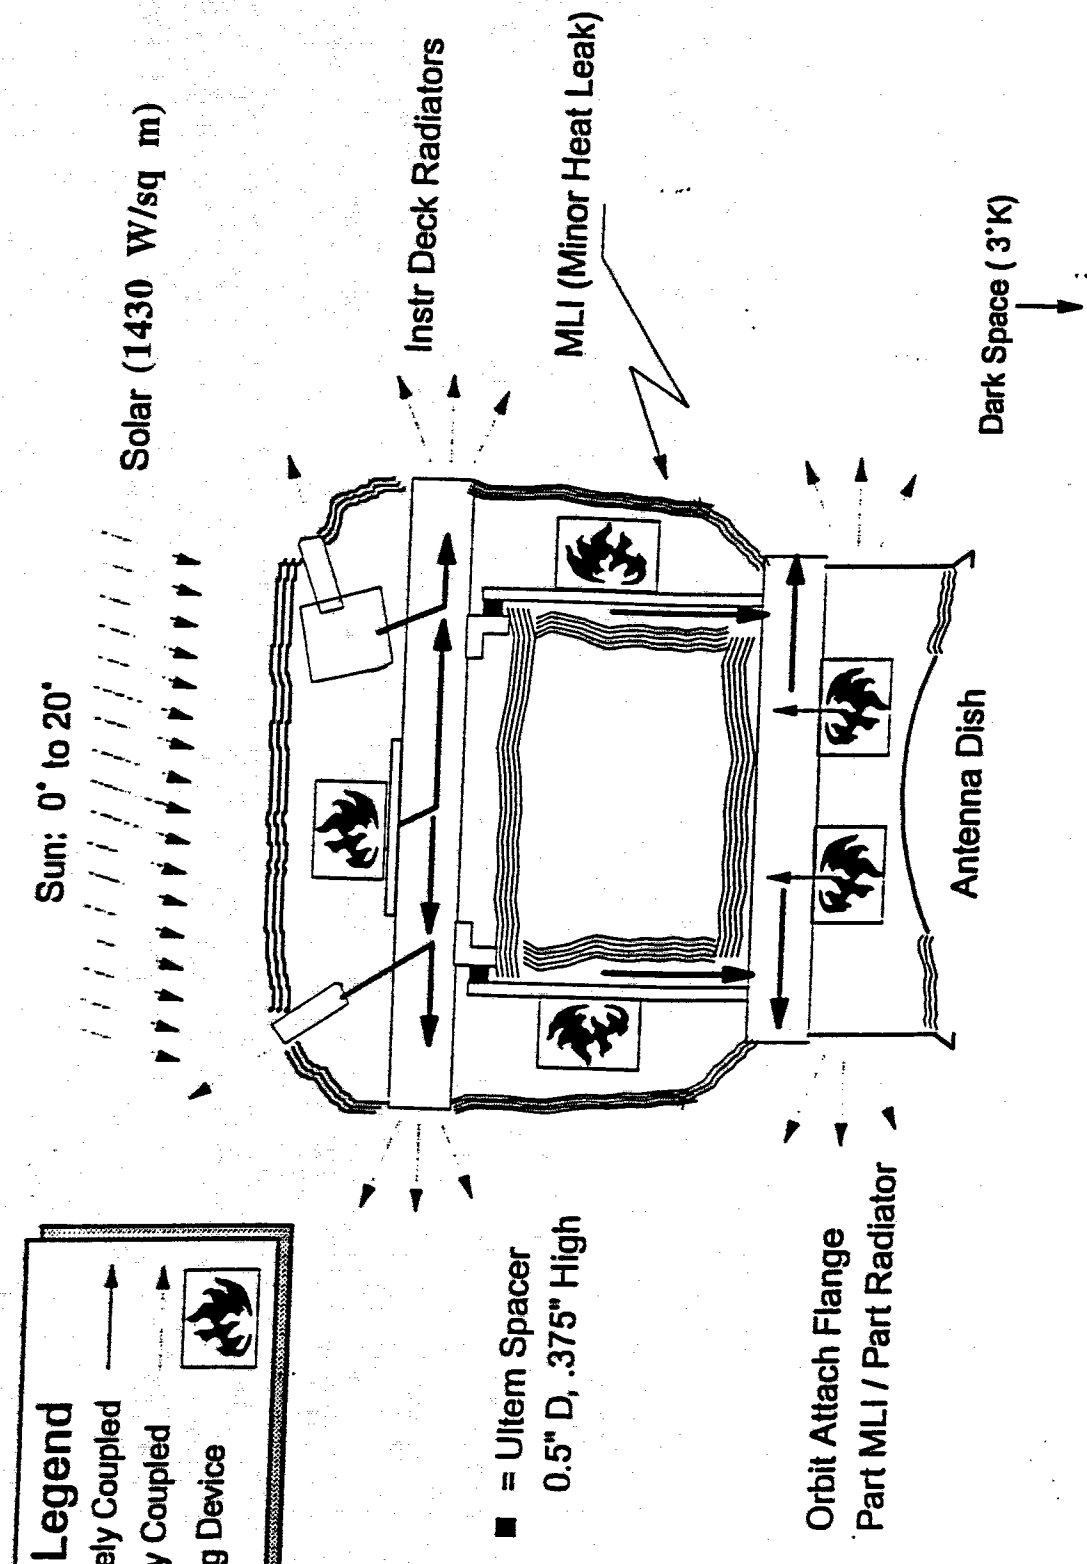 Sun: 0° to 20°
Solar (1430 W/sq m)
Legend
Coupled
Coupled
Device
Instr Deck Radiators
MLI (Minor Heat Leak)
= Ultem Spacer
0.5" D, .375" High
Orbit Attach Flange
Part MLI / Part Radiator
Antenna Dish
Dark Space ( 3°K)